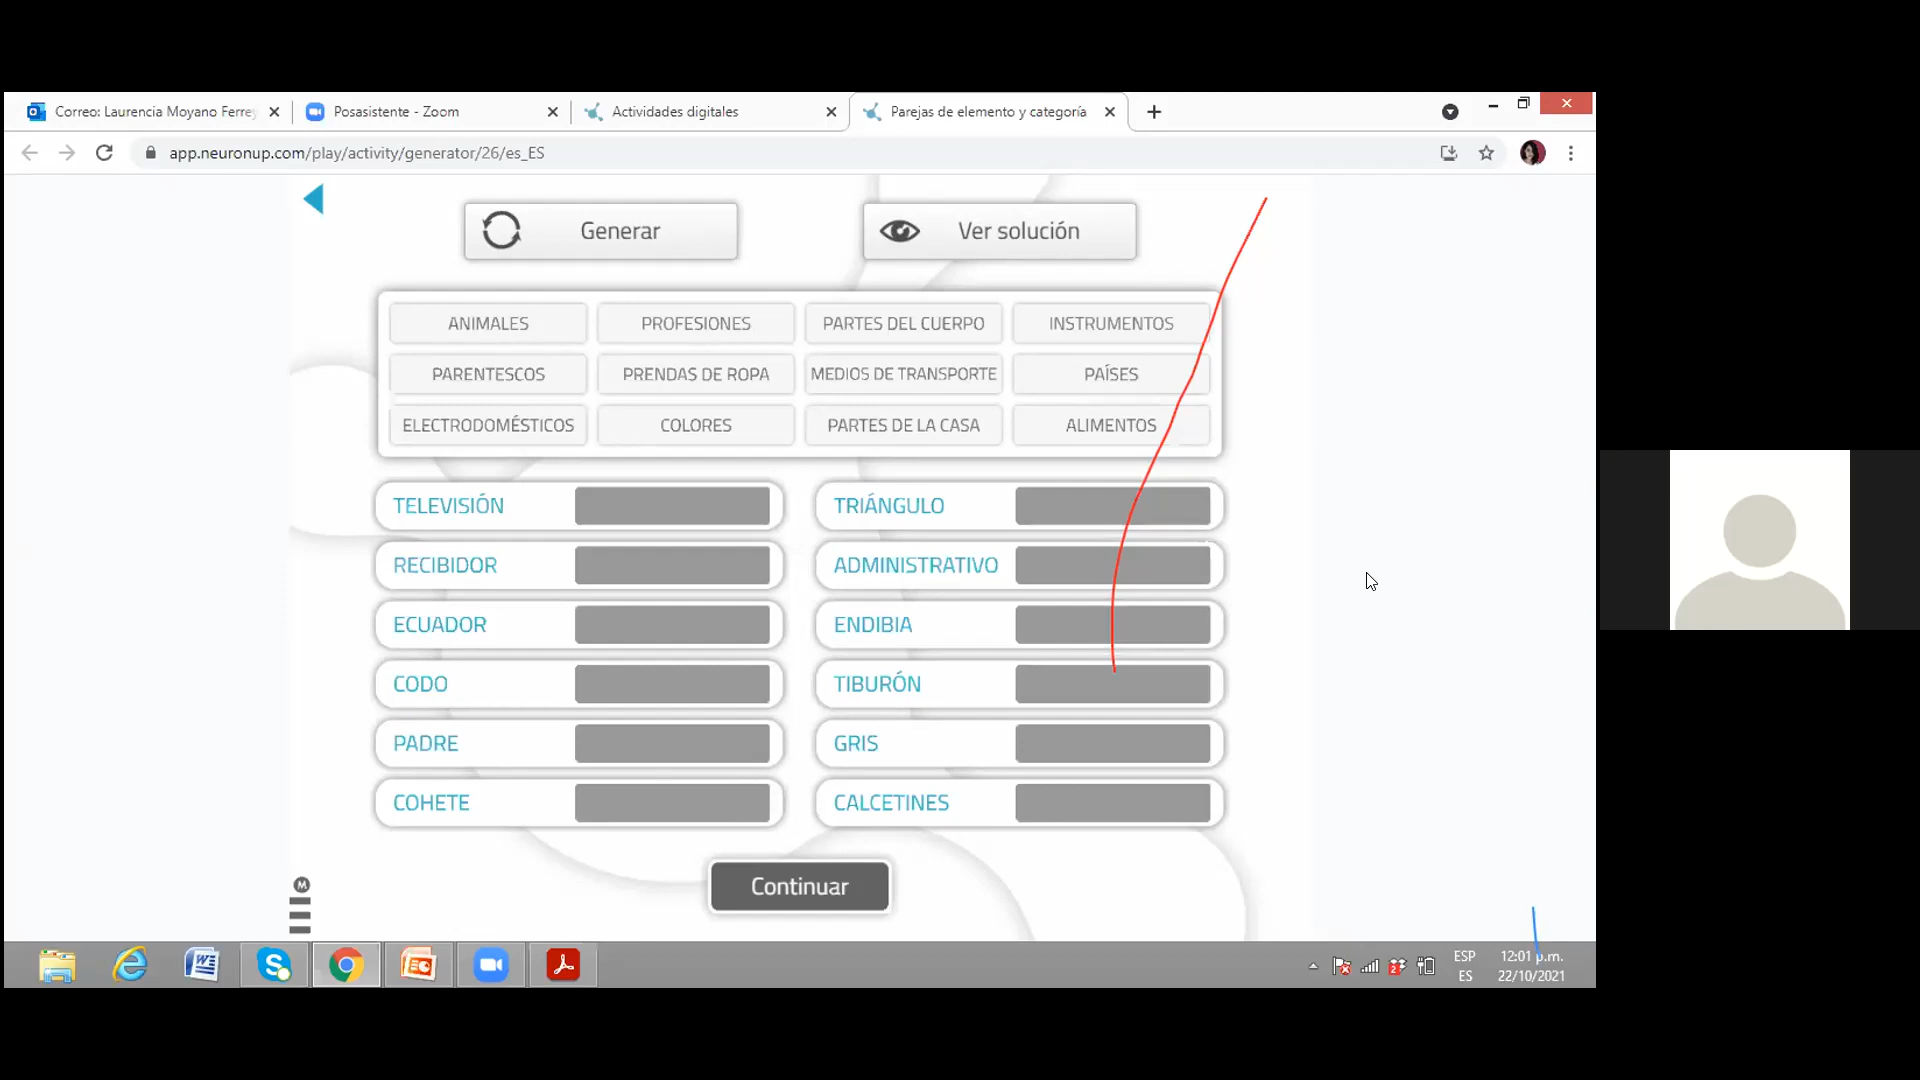 Correo: Laurencia Moyano Ferrey
Posasistente - Zoom
Actividades digitales
Parejas de elemento y categoría
app.neuronup.com/play/activity/generator/26/es_ES
Generar
Ver solución
ANIMALES PROFESIONES PARTES DEL CUERPO INSTRUMENTOS
PARENTESCOS PRENDAS DE ROPA MEDIOS DE TRANSPORTE PAÍSES
ELECTRODOMÉSTICOS COLORES PARTES DE LA CASA ALIMENTOS
TELEVISIÓN TRIÁNGULO
RECIBIDOR ADMINISTRATIVO
ECUADOR ENDIBIA
CODO TIBURÓN
PADRE GRIS
COHETE CALCETINES
Continuar
M
ESP 12:01 p.m.
ES 22/10/2021